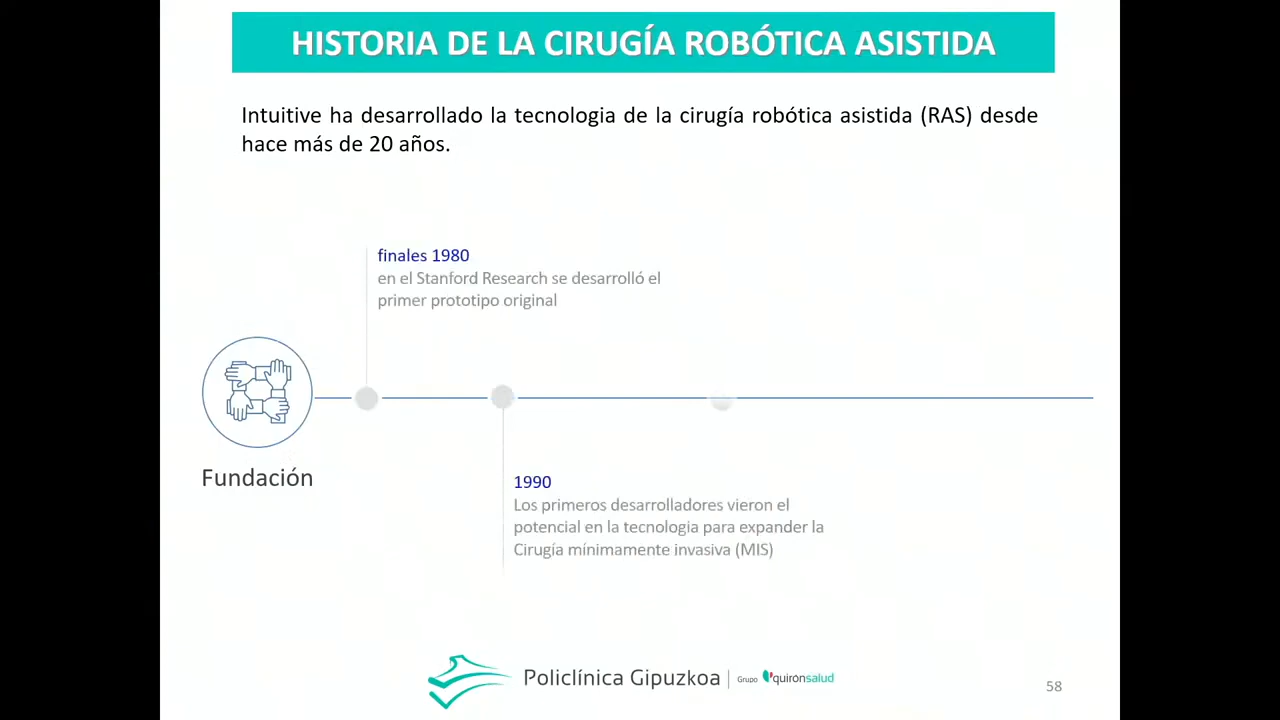 HISTORIA DE LA CIRUGÍA ROBÓTICA ASISTIDA
Intuitive ha desarrollado la tecnologia de la cirugía robótica asistida (RAS) desde
hace más de 20 años.
finales 1980
en el Stanford Research se desarrolló el
primer prototipo original
Fundación
1990
Los primeros desarrolladores vieron el
potencial en la tecnologia para expander la
Cirugía mínimamente invasiva (MIS)
Policlínica Gipuzkoa | Grupo quironsalud
58